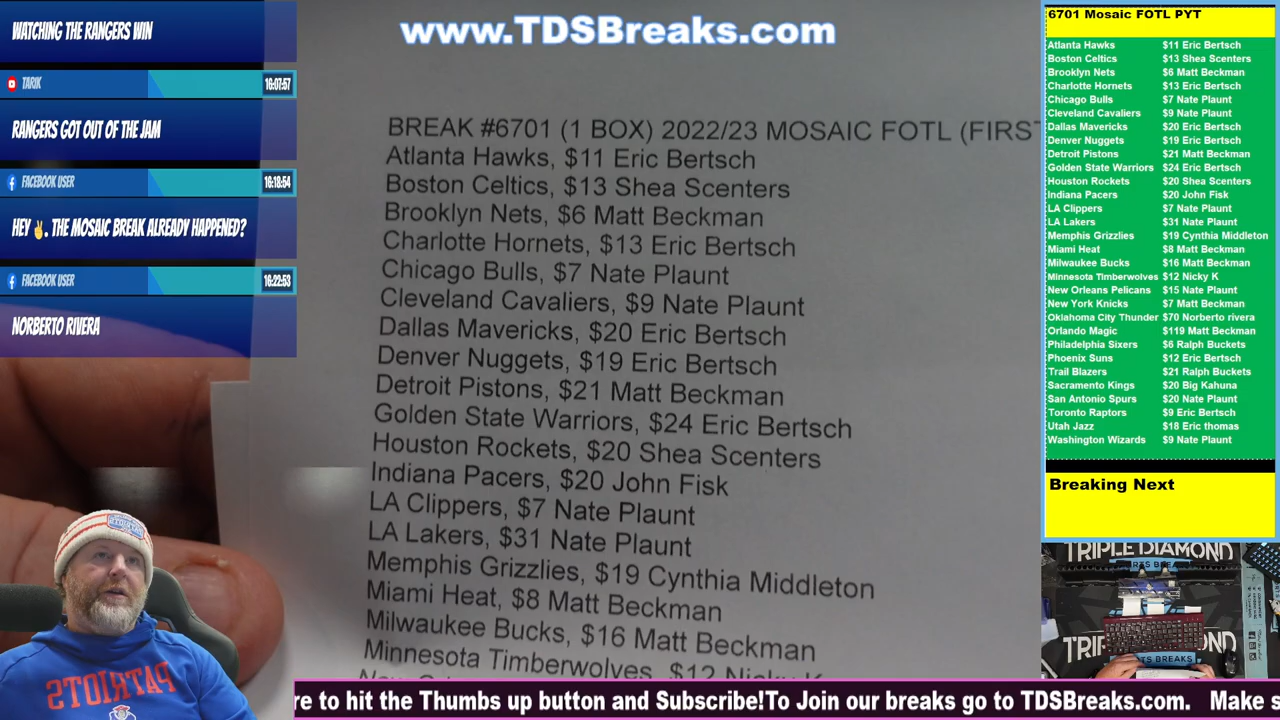 WATCHING THE RANGERS WIN
TARIK 16:07:57
RANGERS GOT OUT OF THE JAM
FACEBOOK USER 16:18:54
HEY✌. THE MOSAIC BREAK ALREADY HAPPENED?
FACEBOOK USER 16:22:53
NORBERTO RIVERA
www.TDSBreaks.com
BREAK #6701 (1 BOX) 2022/23 MOSAIC FOTL (FIRST
Atlanta Hawks, $11 Eric Bertsch
Boston Celtics, $13 Shea Scenters
Brooklyn Nets, $6 Matt Beckman
Charlotte Hornets, $13 Eric Bertsch
Chicago Bulls, $7 Nate Plaunt
Cleveland Cavaliers, $9 Nate Plaunt
Dallas Mavericks, $20 Eric Bertsch
Denver Nuggets, $19 Eric Bertsch
Detroit Pistons, $21 Matt Beckman
Golden State Warriors, $24 Eric Bertsch
Houston Rockets, $20 Shea Scenters
Indiana Pacers, $20 John Fisk
LA Clippers, $7 Nate Plaunt
LA Lakers, $31 Nate Plaunt
Memphis Grizzlies, $19 Cynthia Middleton
Miami Heat, $8 Matt Beckman
Milwaukee Bucks, $16 Matt Beckman
Minnesota Timberwolves, $12 Nicky K
6701 Mosaic FOTL PYT
Atlanta Hawks $11 Eric Bertsch
Boston Celtics $13 Shea Scenters
Brooklyn Nets $6 Matt Beckman
Charlotte Hornets $13 Eric Bertsch
Chicago Bulls $7 Nate Plaunt
Cleveland Cavaliers $9 Nate Plaunt
Dallas Mavericks $20 Eric Bertsch
Denver Nuggets $19 Eric Bertsch
Detroit Pistons $21 Matt Beckman
Golden State Warriors $24 Eric Bertsch
Houston Rockets $20 Shea Scenters
Indiana Pacers $20 John Fisk
LA Clippers $7 Nate Plaunt
LA Lakers $31 Nate Plaunt
Memphis Grizzlies $19 Cynthia Middleton
Miami Heat $8 Matt Beckman
Milwaukee Bucks $16 Matt Beckman
Minnesota Timberwolves $12 Nicky K
New Orleans Pelicans $15 Nate Plaunt
New York Knicks $7 Matt Beckman
Oklahoma City Thunder $70 Norberto rivera
Orlando Magic $119 Matt Beckman
Philadelphia Sixers $6 Ralph Buckets
Phoenix Suns $12 Eric Bertsch
Trail Blazers $21 Ralph Buckets
Sacramento Kings $20 Big Kahuna
San Antonio Spurs $20 Nate Plaunt
Toronto Raptors $9 Eric Bertsch
Utah Jazz $18 Eric thomas
Washington Wizards $9 Nate Plaunt
Breaking Next
TRIPLE DIAMOND
PATRIOTS
re to hit the Thumbs up button and Subscribe!To Join our breaks go to TDSBreaks.com. Make s